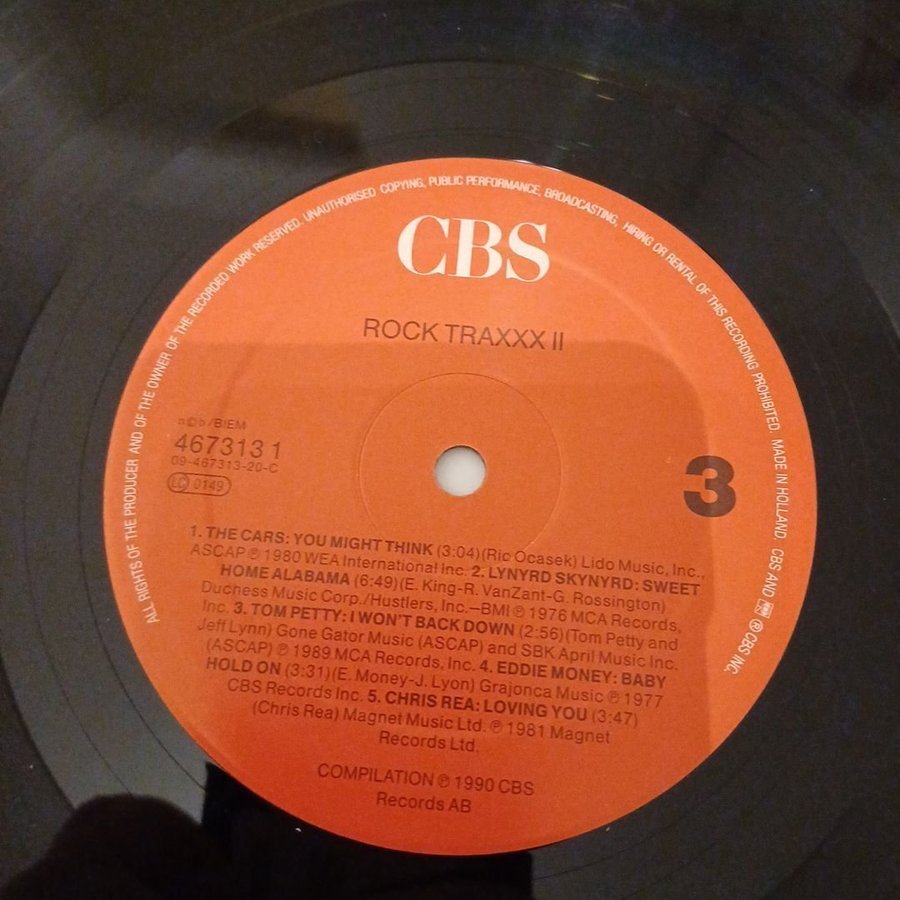 ALL RIGHTS OF THE PRODUCER AND OF THE OWNER OF THE RECORDED WORK RESERVED. UNAUTHORISED COPYING, PUBLIC PERFORMANCE, BROADCASTING, HIRING OR RENTAL OF THIS RECORDING PROHIBITED. MADE IN HOLLAND. CBS AND ® CBS INC.
CBS
ROCK TRAXXX II
n©b/BIEM
467313 1
09-467313-20-C
LC 0149
3
1. THE CARS: YOU MIGHT THINK (3:04)(Ric Ocasek) Lido Music, Inc.,
ASCAP ℗ 1980 WEA International Inc. 2. LYNYRD SKYNYRD: SWEET
HOME ALABAMA (6:49)(E. King-R. VanZant-G. Rossington)
Duchess Music Corp./Hustlers, Inc.—BMI ℗ 1976 MCA Records,
Inc. 3. TOM PETTY: I WON'T BACK DOWN (2:56)(Tom Petty and
Jeff Lynn) Gone Gator Music (ASCAP) and SBK April Music Inc.
(ASCAP) ℗ 1989 MCA Records, Inc. 4. EDDIE MONEY: BABY
HOLD ON (3:31)(E. Money-J. Lyon) Grajonca Music ℗ 1977
CBS Records Inc. 5. CHRIS REA: LOVING YOU (3:47)
(Chris Rea) Magnet Music Ltd. ℗ 1981 Magnet
Records Ltd.
COMPILATION ℗ 1990 CBS
Records AB